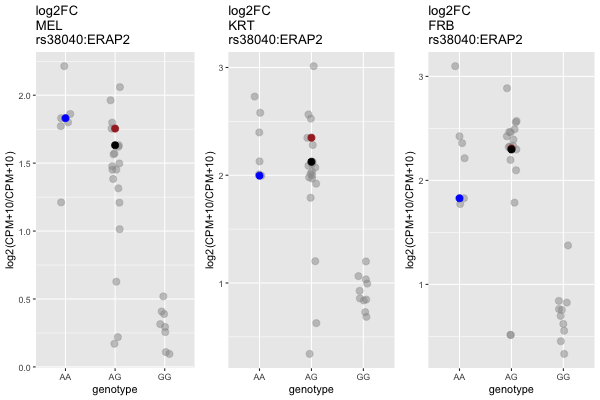 log2FC
MEL
rs38040:ERAP2
log2(CPM+10/CPM+10)
2.0
1.5
1.0
0.5
0.0
AA AG GG
genotype
log2FC
KRT
rs38040:ERAP2
log2(CPM+10/CPM+10)
3
2
1
AA AG GG
genotype
log2FC
FRB
rs38040:ERAP2
log2(CPM+10/CPM+10)
3
2
1
AA AG GG
genotype